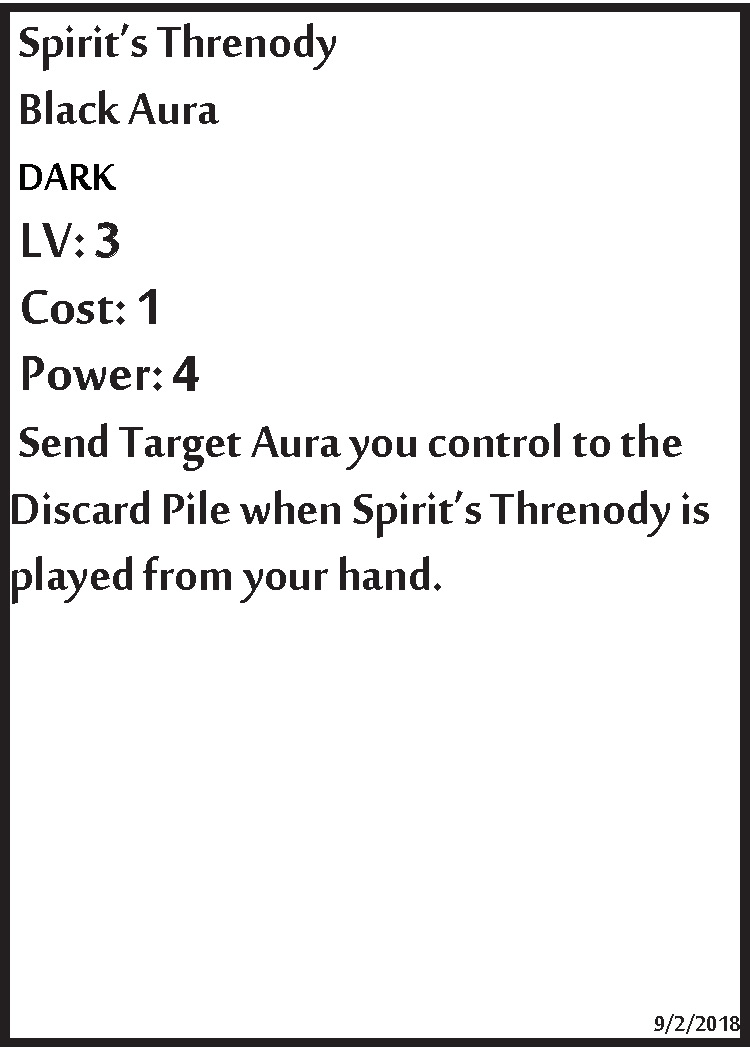 Spirit’s Threnody
Black Aura
DARK
LV: 3
Cost: 1
Power: 4
Send Target Aura you control to the
Discard Pile when Spirit’s Threnody is
played from your hand.
9/2/2018